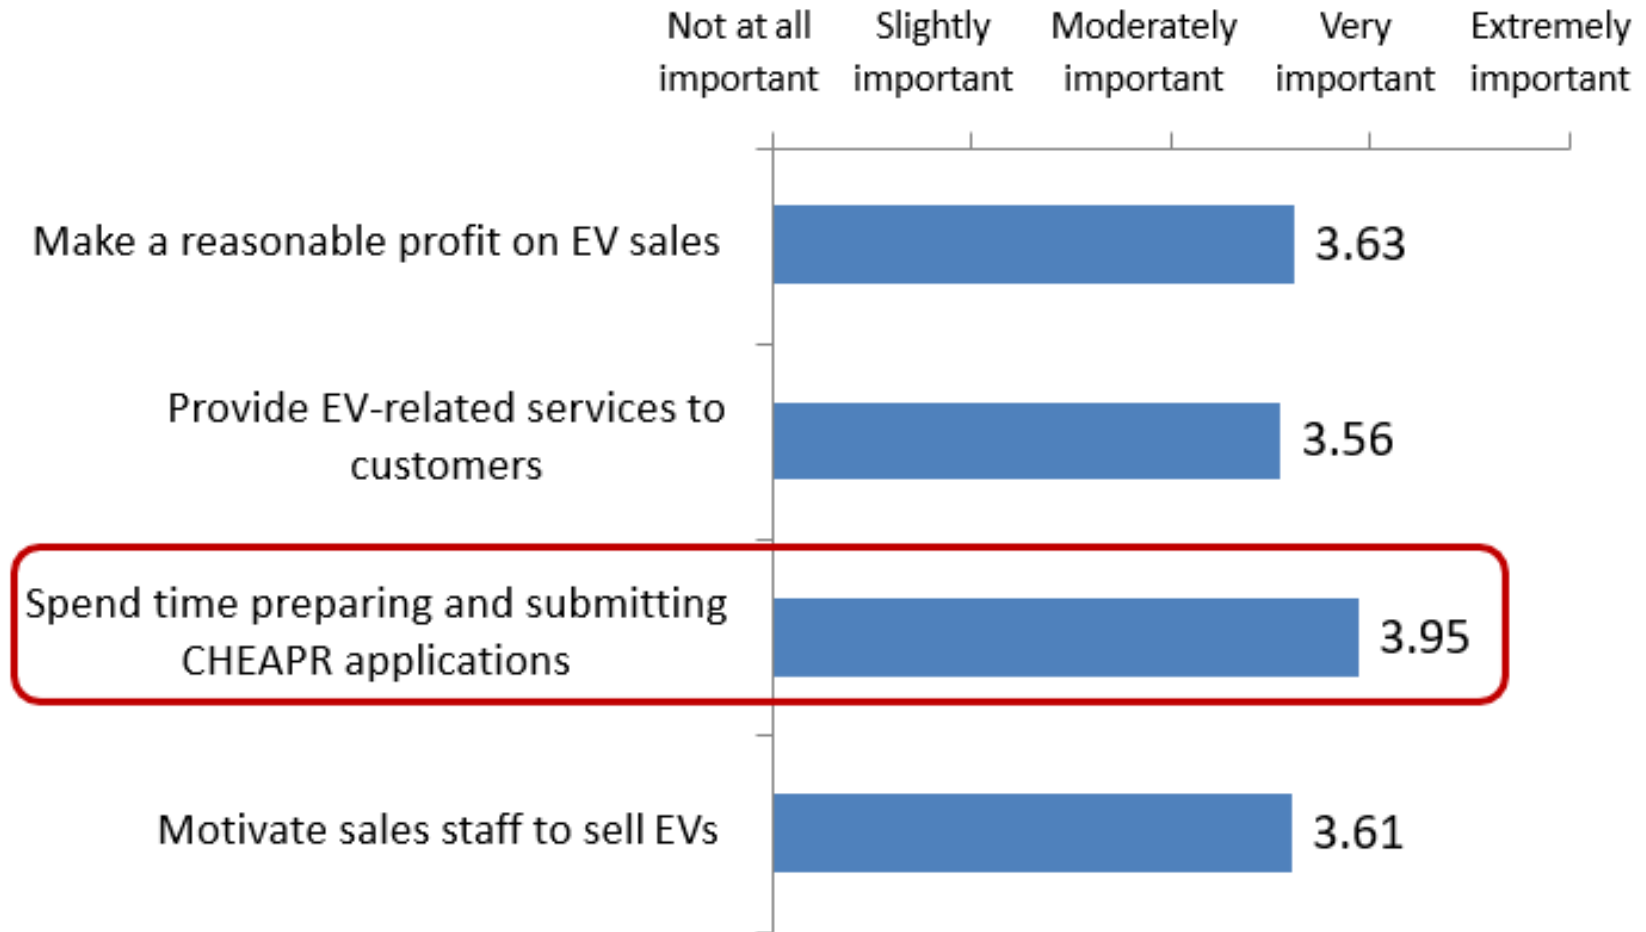 Not at all Slightly Moderately Very Extremely
important important important important important
Make a reasonable profit on EV sales 3.63
Provide EV-related services to
customers 3.56
Spend time preparing and submitting
CHEAPR applications 3.95
Motivate sales staff to sell EVs 3.61